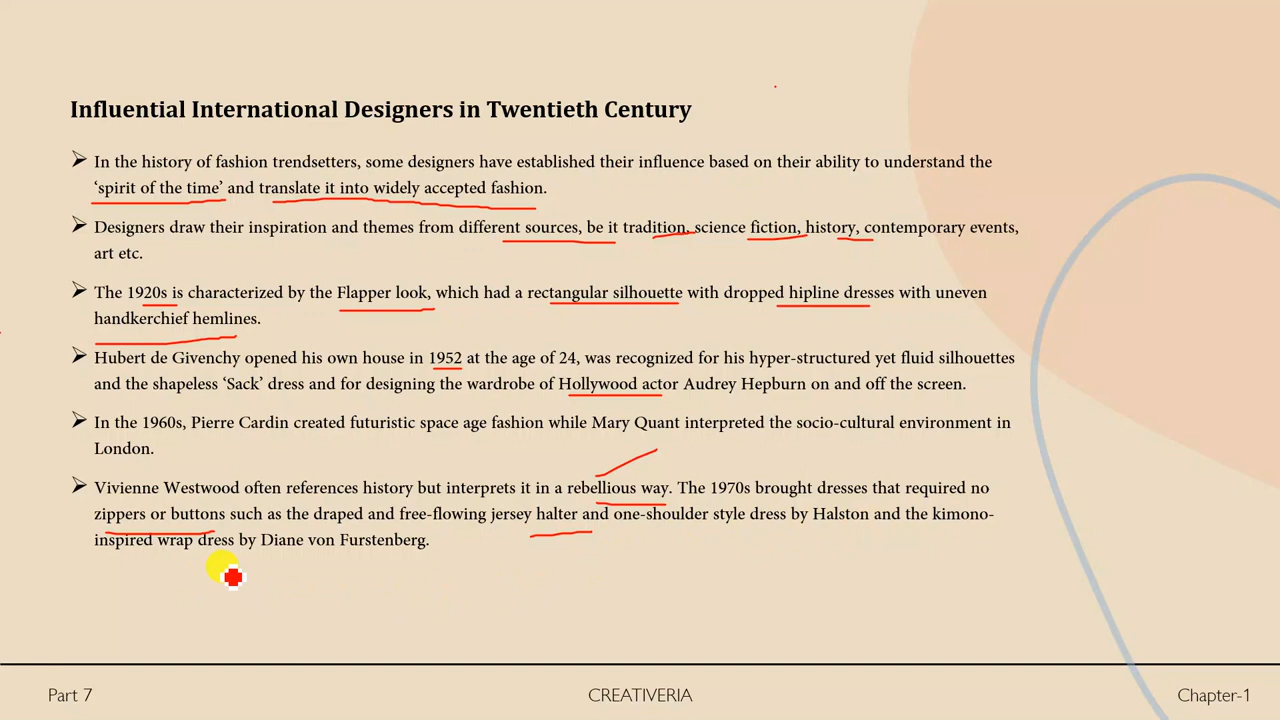 Influential International Designers in Twentieth Century
In the history of fashion trendsetters, some designers have established their influence based on their ability to understand the
‘spirit of the time’ and translate it into widely accepted fashion.
Designers draw their inspiration and themes from different sources, be it tradition, science fiction, history, contemporary events,
art etc.
The 1920s is characterized by the Flapper look, which had a rectangular silhouette with dropped hipline dresses with uneven
handkerchief hemlines.
Hubert de Givenchy opened his own house in 1952 at the age of 24, was recognized for his hyper-structured yet fluid silhouettes
and the shapeless ‘Sack’ dress and for designing the wardrobe of Hollywood actor Audrey Hepburn on and off the screen.
In the 1960s, Pierre Cardin created futuristic space age fashion while Mary Quant interpreted the socio-cultural environment in
London.
Vivienne Westwood often references history but interprets it in a rebellious way. The 1970s brought dresses that required no
zippers or buttons such as the draped and free-flowing jersey halter and one-shoulder style dress by Halston and the kimono-
inspired wrap dress by Diane von Furstenberg.
Part 7
CREATIVERIA
Chapter-1